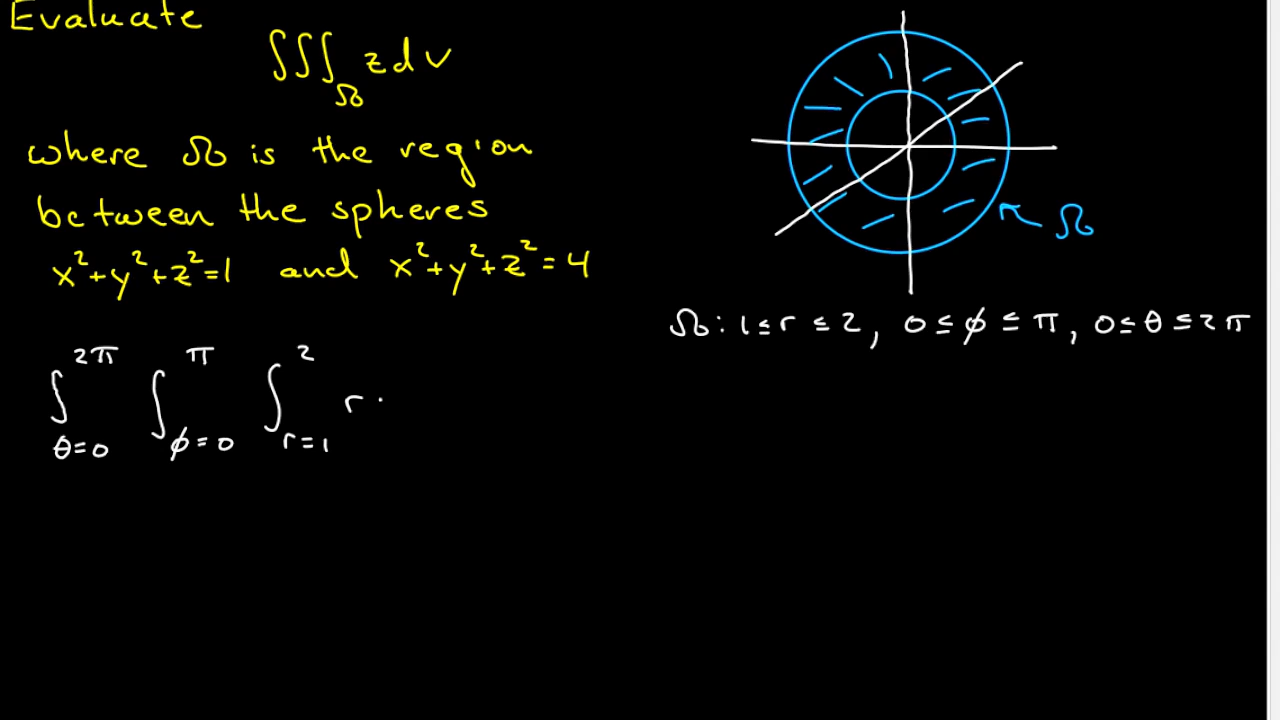 Evaluate
∭_Ω z dV
where Ω is the region
between the spheres
x²+y²+z²=1 and x²+y²+z²=4
Ω
Ω: 1≤r≤2, 0≤ϕ≤π, 0≤θ≤2π
∫_{θ=0}^{2π} ∫_{ϕ=0}^{π} ∫_{r=1}^{2} r ·